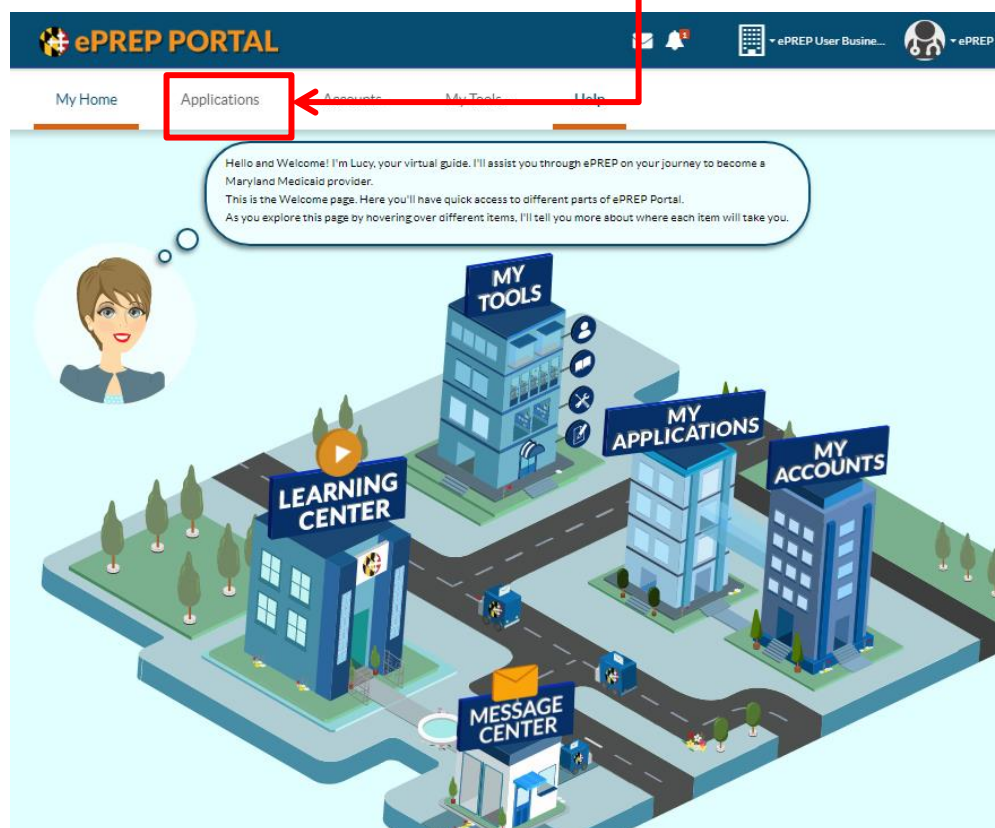 ePREP PORTAL
1
ePREP User Busine...
ePREP
My Home
Applications
Accounts
My Tools
Help
Hello and Welcome! I'm Lucy, your virtual guide. I'll assist you through ePREP on your journey to become a
Maryland Medicaid provider.
This is the Welcome page. Here you'll have quick access to different parts of ePREP Portal.
As you explore this page by hovering over different items, I'll tell you more about where each item will take you.
MY
TOOLS
MY
APPLICATIONS
MY
ACCOUNTS
LEARNING
CENTER
MESSAGE
CENTER